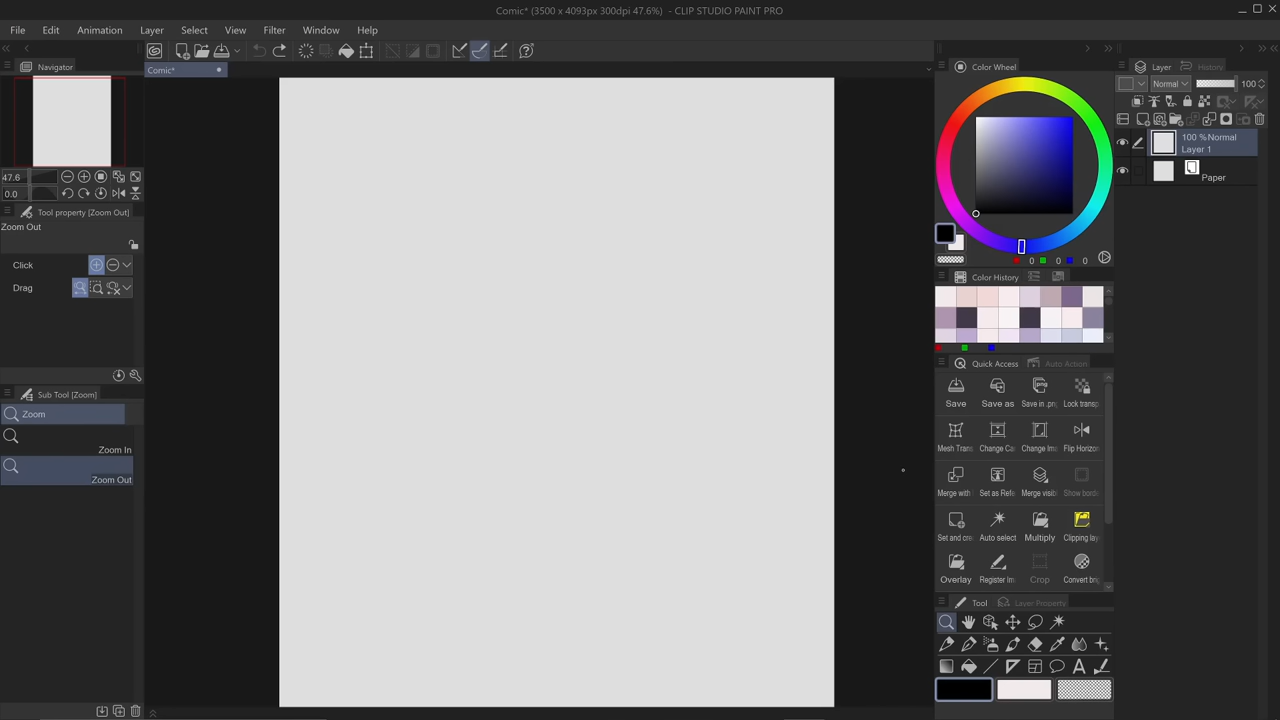 Comic* (3500 x 4093px 300dpi 47.6%) - CLIP STUDIO PAINT PRO
File Edit Animation Layer Select View Filter Window Help
Navigator
Comic*
47.6
0.0
Tool property [Zoom Out]
Zoom Out
Click
Drag
Sub Tool [Zoom]
Zoom
Zoom In
Zoom Out
Color Wheel
0 0 0
Color History
Quick Access Auto Action
Save Save as Save in .pnç Lock transp
Mesh Trans Change Ca Change Ima Flip Horizon
Merge with Set as Refe Merge visib Show borde
Set and cre Auto select Multiply Clipping lay
Overlay Register Im Crop Convert brig
Tool Layer Property
Layer History
Normal 100
100 %Normal
Layer 1
Paper